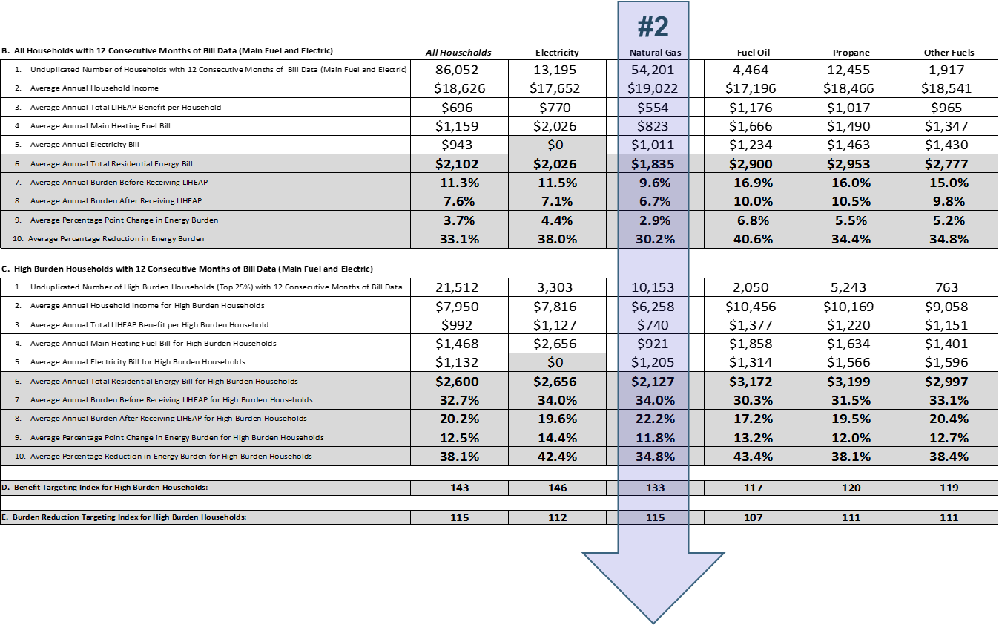 #2
B. All Households with 12 Consecutive Months of Bill Data (Main Fuel and Electric) All Households Electricity Natural Gas Fuel Oil Propane Other Fuels
1. Unduplicated Number of Households with 12 Consecutive Months of Bill Data (Main Fuel and Electric) 86,052 13,195 54,201 4,464 12,455 1,917
2. Average Annual Household Income $18,626 $17,652 $19,022 $17,196 $18,466 $18,541
3. Average Annual Total LIHEAP Benefit per Household $696 $770 $554 $1,176 $1,017 $965
4. Average Annual Main Heating Fuel Bill $1,159 $2,026 $823 $1,666 $1,490 $1,347
5. Average Annual Electricity Bill $943 $0 $1,011 $1,234 $1,463 $1,430
6. Average Annual Total Residential Energy Bill $2,102 $2,026 $1,835 $2,900 $2,953 $2,777
7. Average Annual Burden Before Receiving LIHEAP 11.3% 11.5% 9.6% 16.9% 16.0% 15.0%
8. Average Annual Burden After Receiving LIHEAP 7.6% 7.1% 6.7% 10.0% 10.5% 9.8%
9. Average Percentage Point Change in Energy Burden 3.7% 4.4% 2.9% 6.8% 5.5% 5.2%
10. Average Percentage Reduction in Energy Burden 33.1% 38.0% 30.2% 40.6% 34.4% 34.8%
C. High Burden Households with 12 Consecutive Months of Bill Data (Main Fuel and Electric)
1. Unduplicated Number of High Burden Households (Top 25%) with 12 Consecutive Months of Bill Data 21,512 3,303 10,153 2,050 5,243 763
2. Average Annual Household Income for High Burden Households $7,950 $7,816 $6,258 $10,456 $10,169 $9,058
3. Average Annual Total LIHEAP Benefit per High Burden Household $992 $1,127 $740 $1,377 $1,220 $1,151
4. Average Annual Main Heating Fuel Bill for High Burden Households $1,468 $2,656 $921 $1,858 $1,634 $1,401
5. Average Annual Electricity Bill for High Burden Households $1,132 $0 $1,205 $1,314 $1,566 $1,596
6. Average Annual Total Residential Energy Bill for High Burden Households $2,600 $2,656 $2,127 $3,172 $3,199 $2,997
7. Average Annual Burden Before Receiving LIHEAP for High Burden Households 32.7% 34.0% 34.0% 30.3% 31.5% 33.1%
8. Average Annual Burden After Receiving LIHEAP for High Burden Households 20.2% 19.6% 22.2% 17.2% 19.5% 20.4%
9. Average Percentage Point Change in Energy Burden for High Burden Households 12.5% 14.4% 11.8% 13.2% 12.0% 12.7%
10. Average Percentage Reduction in Energy Burden for High Burden Households 38.1% 42.4% 34.8% 43.4% 38.1% 38.4%
D. Benefit Targeting Index for High Burden Households: 143 146 133 117 120 119
E. Burden Reduction Targeting Index for High Burden Households: 115 112 115 107 111 111